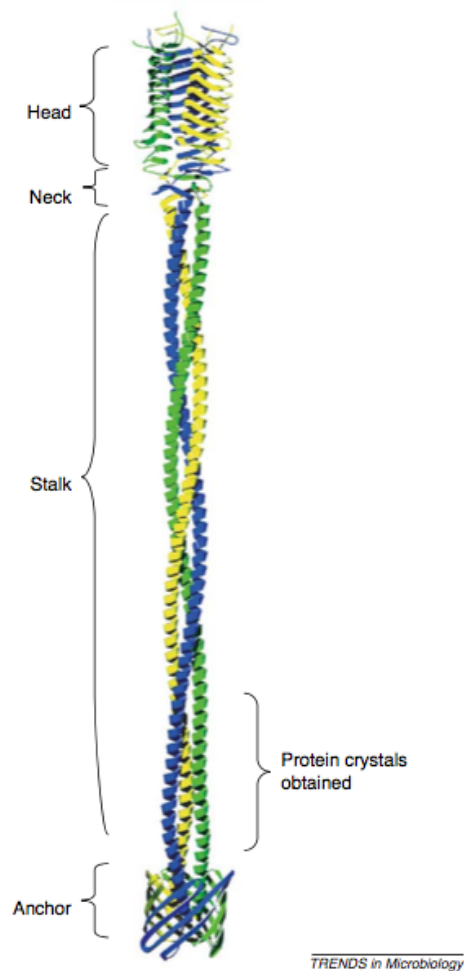 Head
Neck
Stalk
Protein crystals
obtained
Anchor
TRENDS in Microbiology